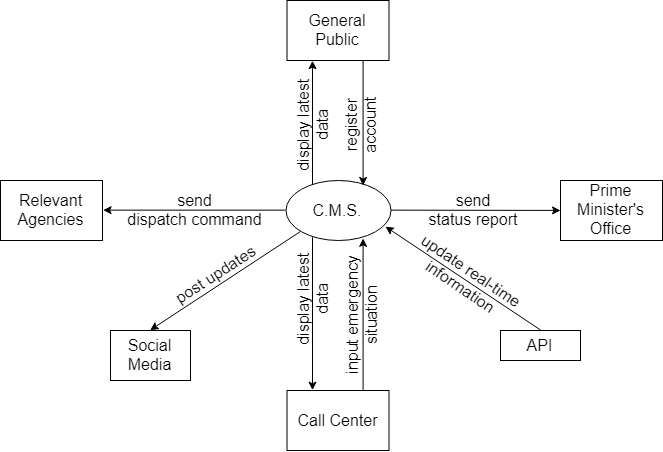 General
Public
display latest
data
register
account
Relevant
Agencies
send
dispatch command
C.M.S.
send
status report
Prime
Minister's
Office
post updates
display latest
data
input emergency
situation
update real-time
information
Social
Media
API
Call Center